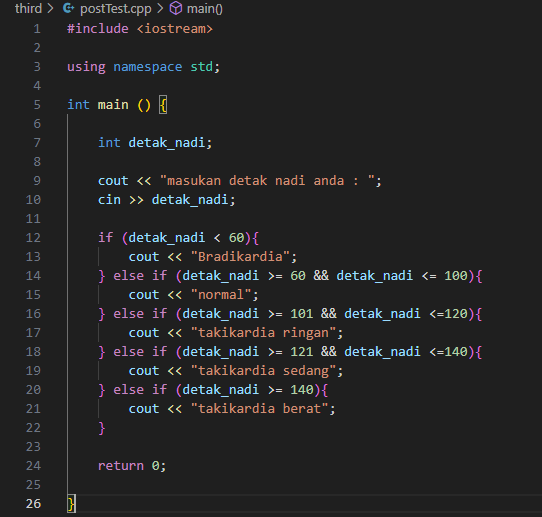 third > postTest.cpp > main()
1 #include <iostream>
2
3 using namespace std;
4
5 int main () {
6
7     int detak_nadi;
8
9     cout << "masukan detak nadi anda : ";
10     cin >> detak_nadi;
11
12     if (detak_nadi < 60){
13         cout << "Bradikardia";
14     } else if (detak_nadi >= 60 && detak_nadi <= 100){
15         cout << "normal";
16     } else if (detak_nadi >= 101 && detak_nadi <=120){
17         cout << "takikardia ringan";
18     } else if (detak_nadi >= 121 && detak_nadi <=140){
19         cout << "takikardia sedang";
20     } else if (detak_nadi >= 140){
21         cout << "takikardia berat";
22     }
23
24     return 0;
25
26 }